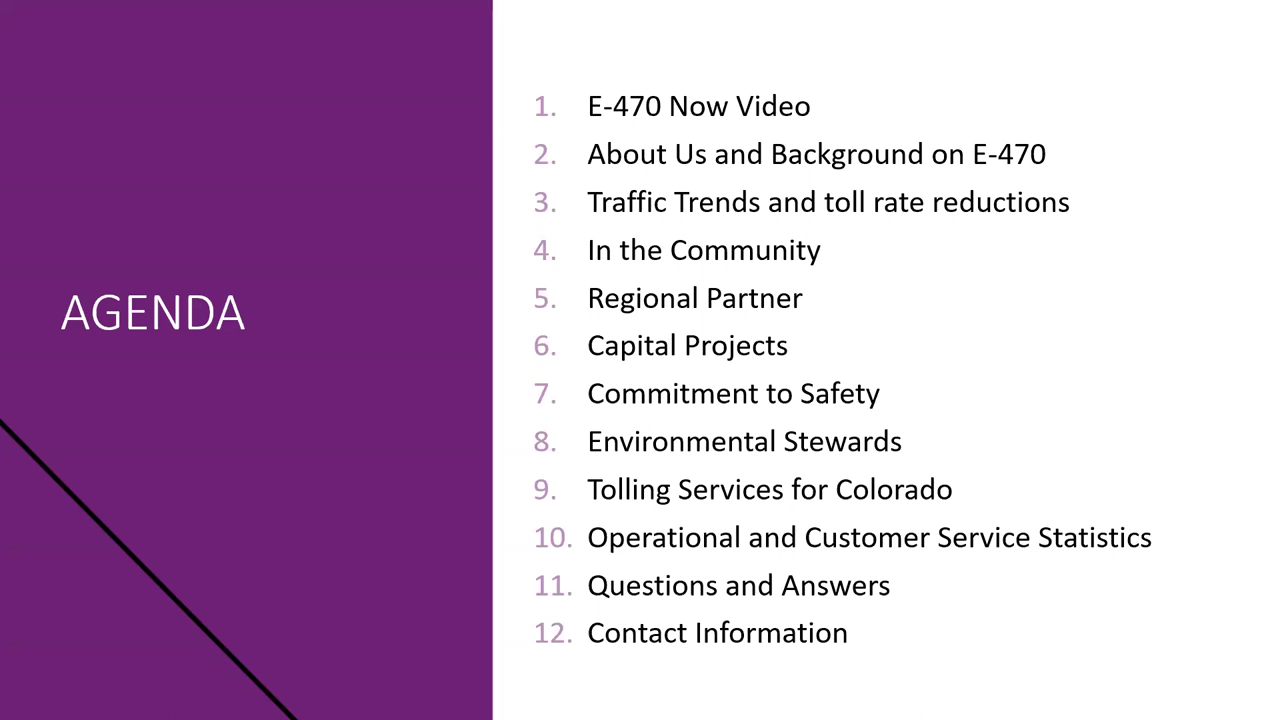 AGENDA
1. E-470 Now Video
2. About Us and Background on E-470
3. Traffic Trends and toll rate reductions
4. In the Community
5. Regional Partner
6. Capital Projects
7. Commitment to Safety
8. Environmental Stewards
9. Tolling Services for Colorado
10. Operational and Customer Service Statistics
11. Questions and Answers
12. Contact Information